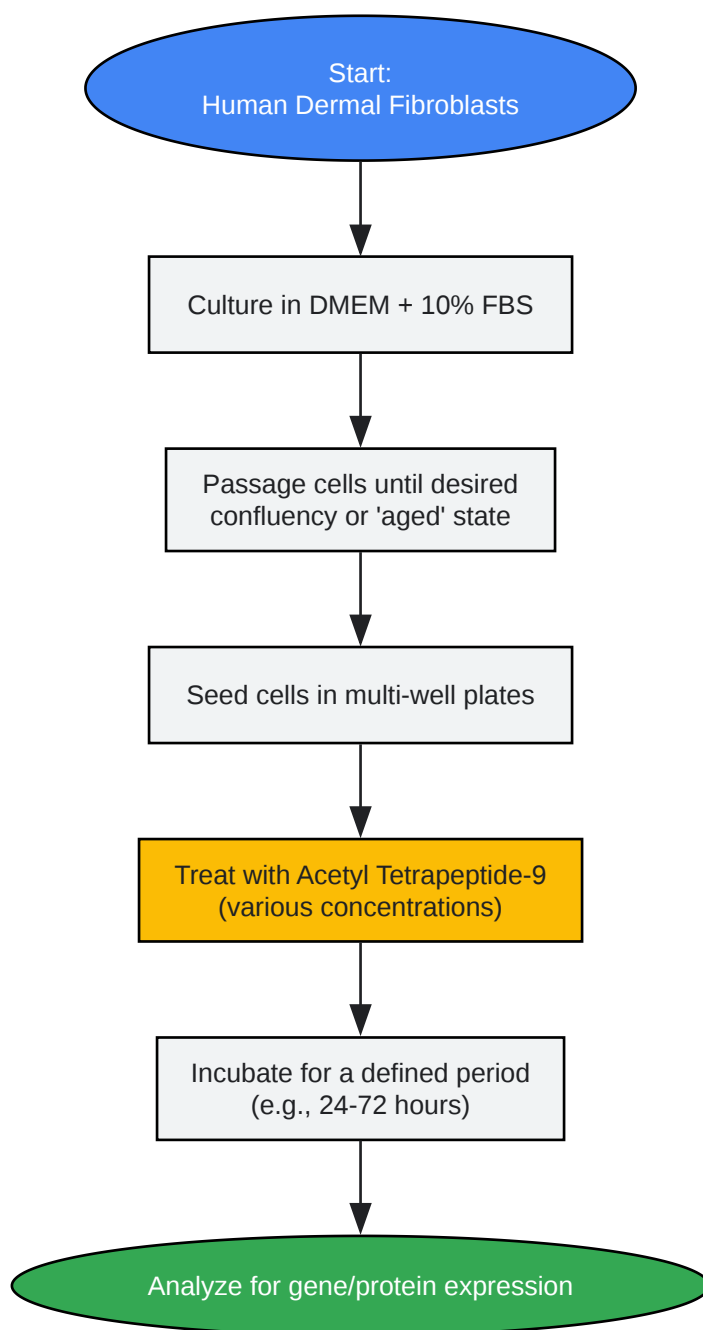 Start:
Human Dermal Fibroblasts
Culture in DMEM + 10% FBS
Passage cells until desired
confluency or 'aged' state
Seed cells in multi-well plates
Treat with Acetyl Tetrapeptide-9
(various concentrations)
Incubate for a defined period
(e.g., 24-72 hours)
Analyze for gene/protein expression